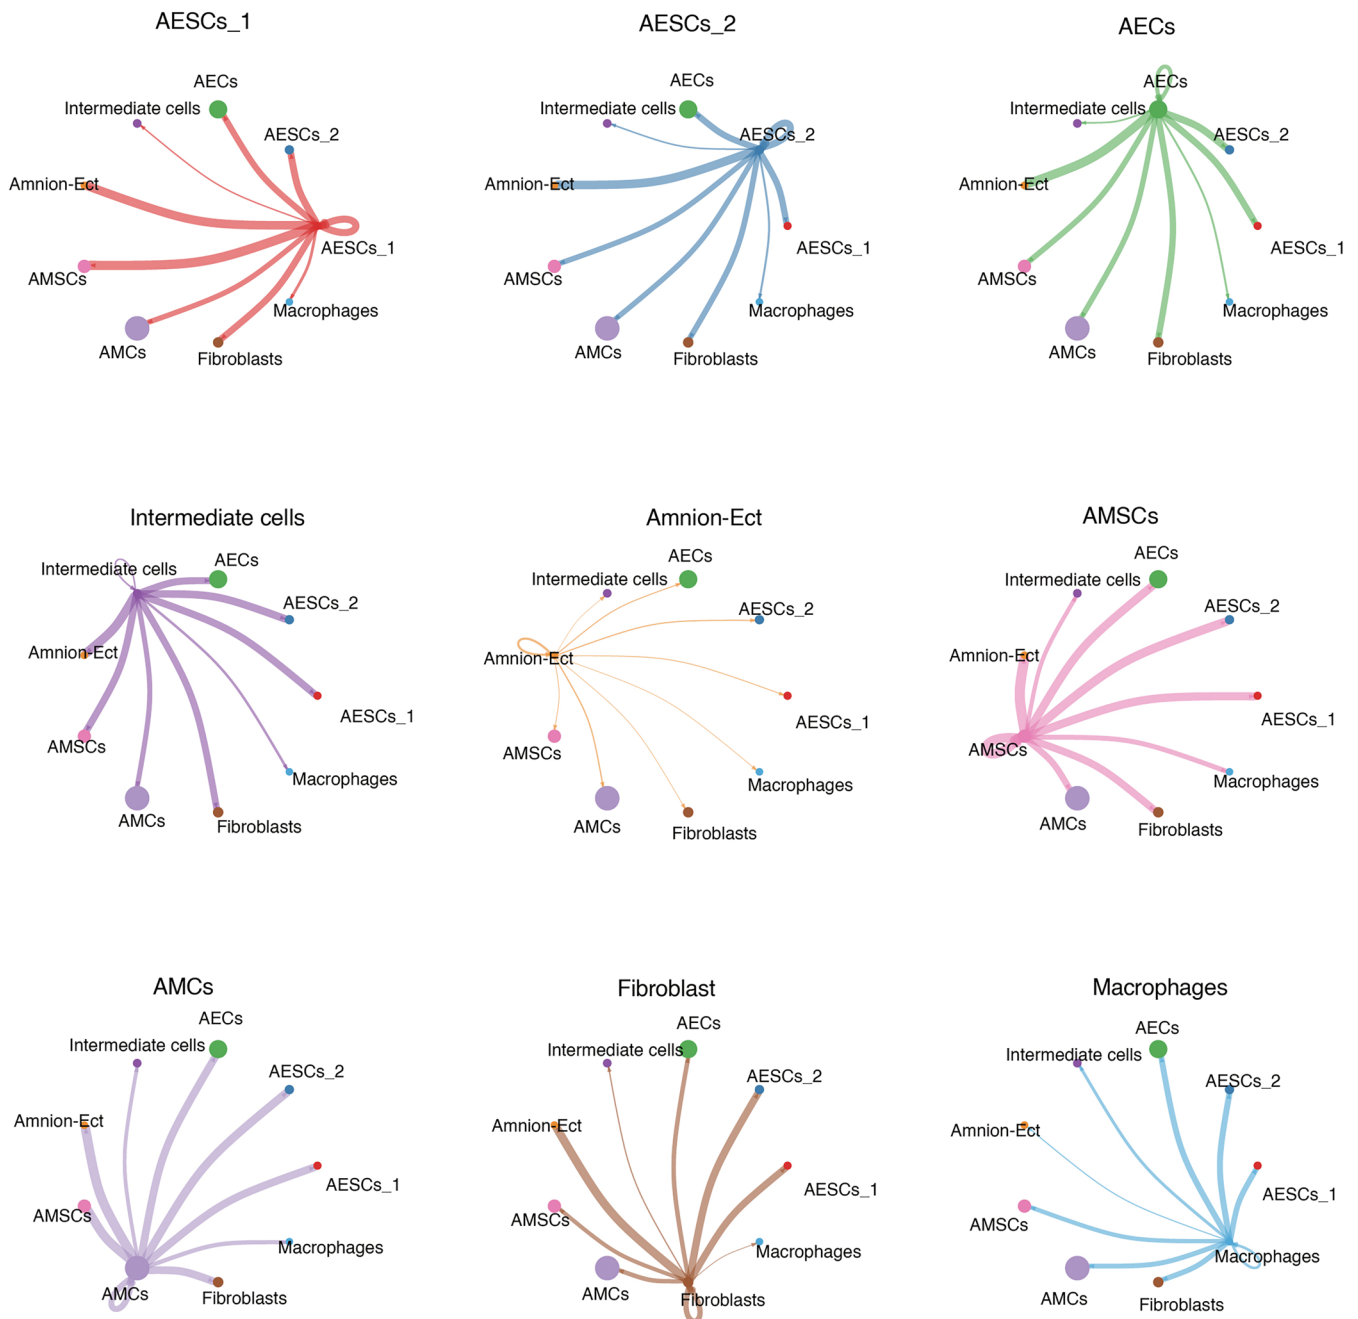 AESCs_1
AECs
Intermediate cells
AESCs_2
Amnion-Ect
AESCs_1
AMSCs
Macrophages
AMCs
Fibroblasts
AESCs_2
AECs
Intermediate cells
AESCs_2
Amnion-Ect
AESCs_1
AMSCs
Macrophages
AMCs
Fibroblasts
AECs
AECs
Intermediate cells
AESCs_2
Amnion-Ect
AESCs_1
AMSCs
Macrophages
AMCs
Fibroblasts
Intermediate cells
AECs
Intermediate cells
AESCs_2
Amnion-Ect
AESCs_1
AMSCs
Macrophages
AMCs
Fibroblasts
Amnion-Ect
AECs
Intermediate cells
AESCs_2
Amnion-Ect
AESCs_1
AMSCs
Macrophages
AMCs
Fibroblasts
AMSCs
AECs
Intermediate cells
AESCs_2
Amnion-Ect
AESCs_1
AMSCs
Macrophages
AMCs
Fibroblasts
AMCs
AECs
Intermediate cells
AESCs_2
Amnion-Ect
AESCs_1
AMSCs
Macrophages
AMCs
Fibroblasts
Fibroblast
AECs
Intermediate cells
AESCs_2
Amnion-Ect
AESCs_1
AMSCs
Macrophages
AMCs
Fibroblasts
Macrophages
AECs
Intermediate cells
AESCs_2
Amnion-Ect
AESCs_1
AMSCs
Macrophages
AMCs
Fibroblasts